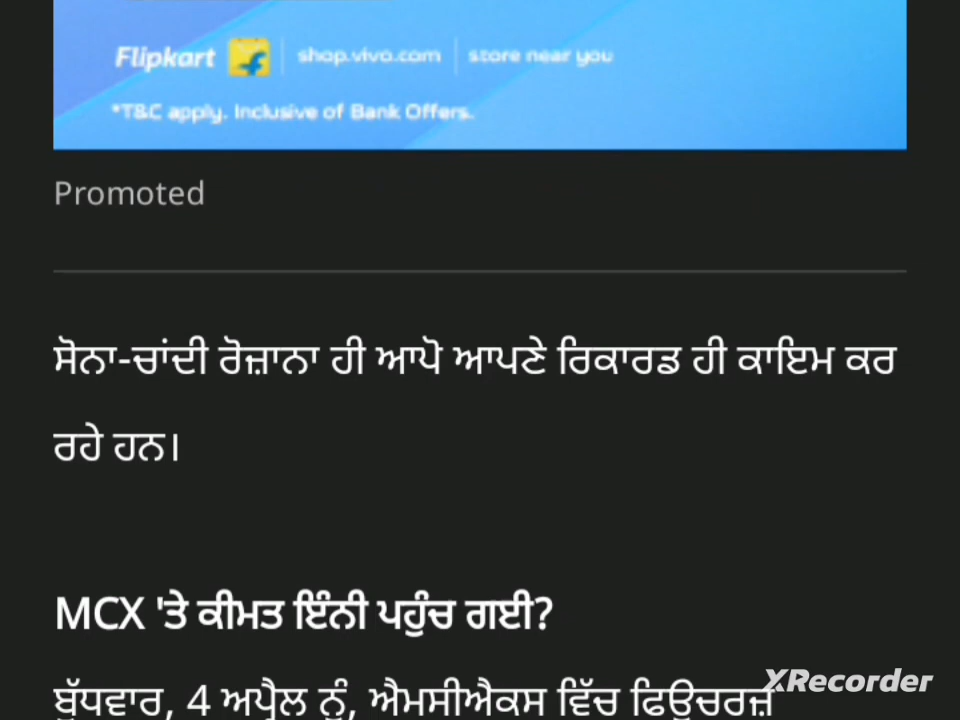 Flipkart shop.vivo.com store near you
*T&C apply. Inclusive of Bank Offers.
Promoted
ਸੋਨਾ-ਚਾਂਦੀ ਰੋਜ਼ਾਨਾ ਹੀ ਆਪੋ ਆਪਣੇ ਰਿਕਾਰਡ ਹੀ ਕਾਇਮ ਕਰ
ਰਹੇ ਹਨ।
MCX 'ਤੇ ਕੀਮਤ ਇੰਨੀ ਪਹੁੰਚ ਗਈ?
ਬੁੱਧਵਾਰ, 4 ਅਪ੍ਰੈਲ ਨੂੰ, ਐਮਸੀਐਕਸ ਵਿੱਚ ਫਿਊਚਰਜ਼
XRecorder